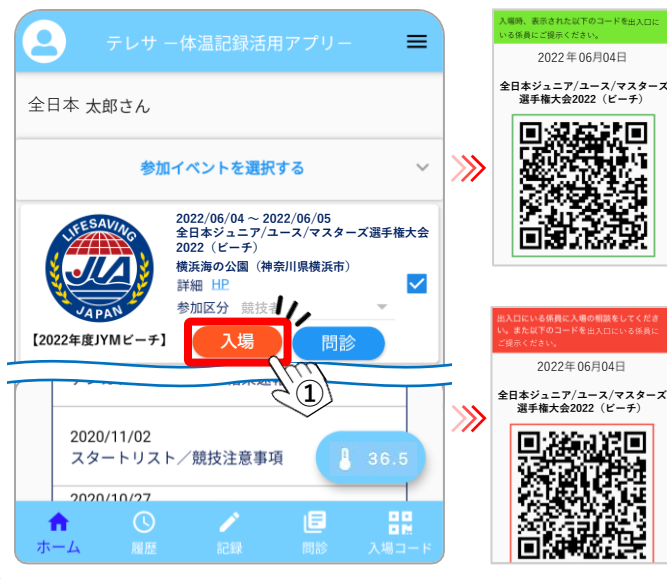 テレサ －体温記録活用アプリ－
全日本 太郎さん
参加イベントを選択する
LIFESAVING
JLA
JAPAN
【2022年度JYMビーチ】
2022/06/04 ～ 2022/06/05
全日本ジュニア/ユース/マスターズ選手権大会
2022（ビーチ）
横浜海の公園（神奈川県横浜市）
詳細 HP
参加区分 競技者
入場
問診
①
2020/11/02
スタートリスト／競技注意事項
36.5
2020/10/27
ホーム
履歴
記録
問診
入場コード
入場時、表示された以下のコードを出入口に
いる係員にご提示ください。
2022年06月04日
全日本ジュニア/ユース/マスターズ
選手権大会2022（ビーチ）
出入口にいる係員に入場の相談をしてくださ
い。また以下のコードを出入口にいる係員に
ご提示ください。
2022年06月04日
全日本ジュニア/ユース/マスターズ
選手権大会2022（ビーチ）